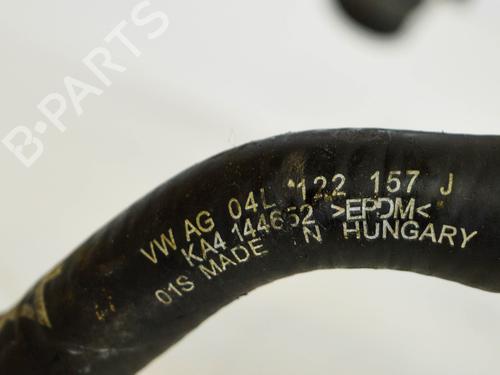 B-PARTS
VW AG 04L 122 157 J
KA4 144652 >EPDM<
01S MADE IN HUNGARY